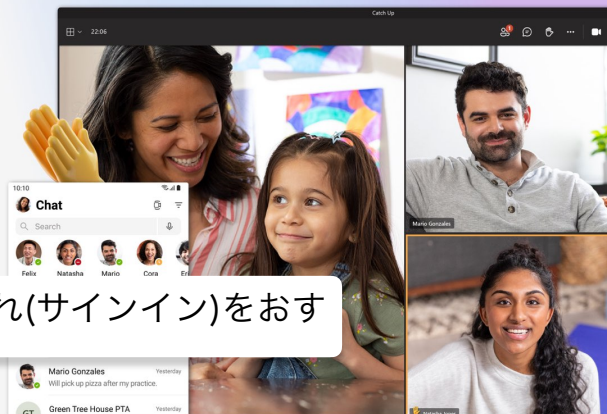 Catch Up
22:06
1
Mario Gonzales
10:10
Chat
Search
Felix Natasha Mario Cora
れ(サインイン)をおす
Mario Gonzales Yesterday
Will pick up pizza after my practice.
GT Green Tree House PTA Yesterday